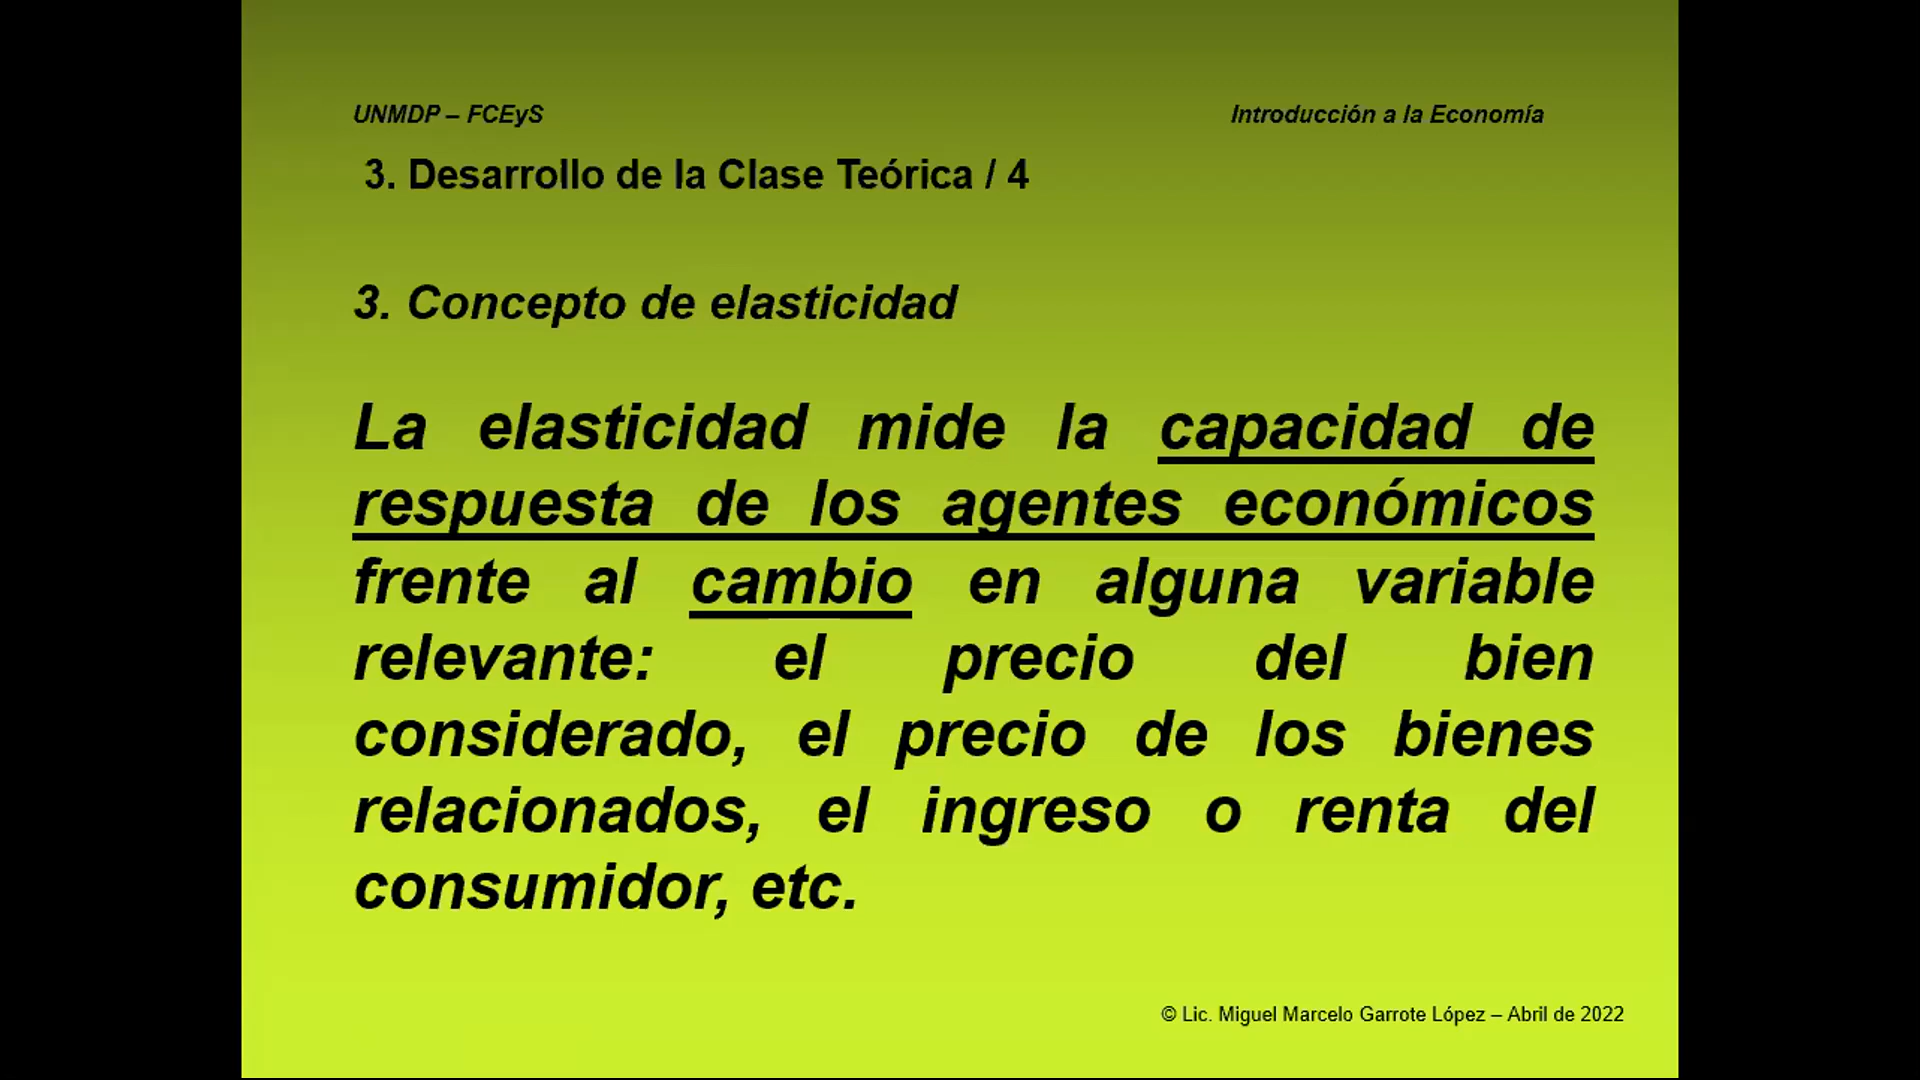 UNMDP – FCEyS
Introducción a la Economía
3. Desarrollo de la Clase Teórica / 4
3. Concepto de elasticidad
La elasticidad mide la capacidad de
respuesta de los agentes económicos
frente al cambio en alguna variable
relevante: el precio del bien
considerado, el precio de los bienes
relacionados, el ingreso o renta del
consumidor, etc.
© Lic. Miguel Marcelo Garrote López – Abril de 2022